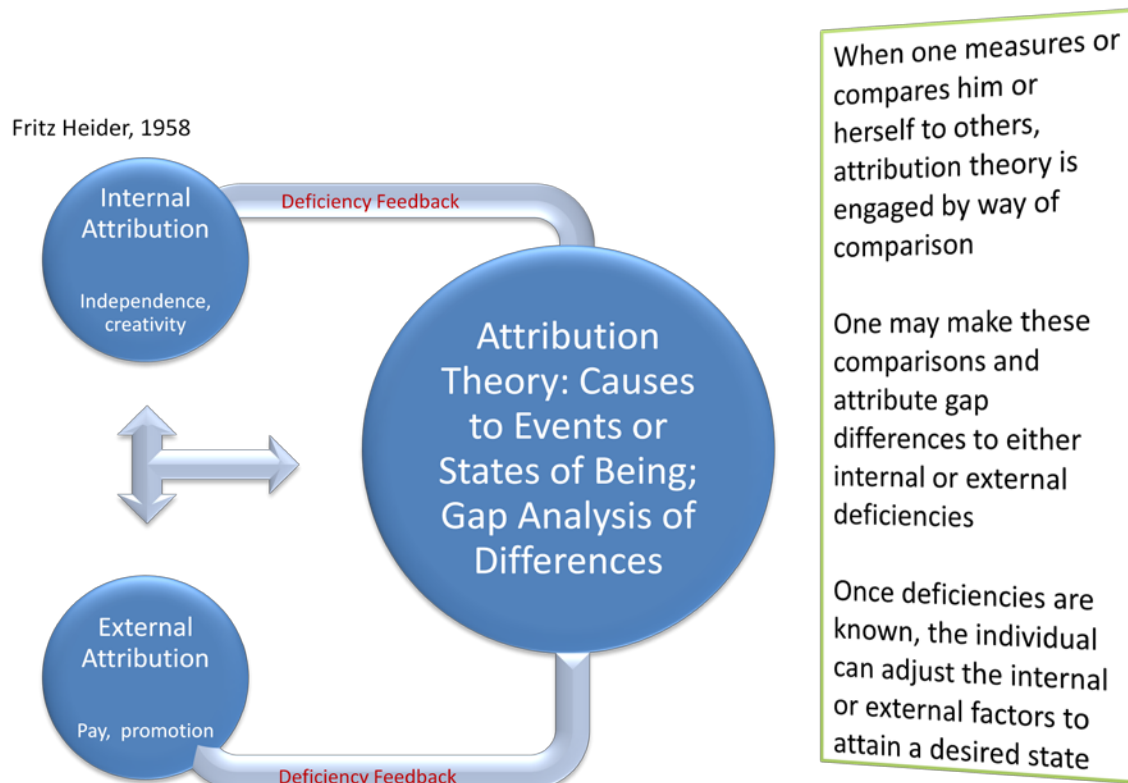 Fritz Heider, 1958
Internal
Attribution
Independence,
creativity
Deficiency Feedback
Attribution
Theory: Causes
to Events or
States of Being;
Gap Analysis of
Differences
External
Attribution
Pay, promotion
Deficiency Feedback
When one measures or
compares him or
herself to others,
attribution theory is
engaged by way of
comparison
One may make these
comparisons and
attribute gap
differences to either
internal or external
deficiencies
Once deficiencies are
known, the individual
can adjust the internal
or external factors to
attain a desired state